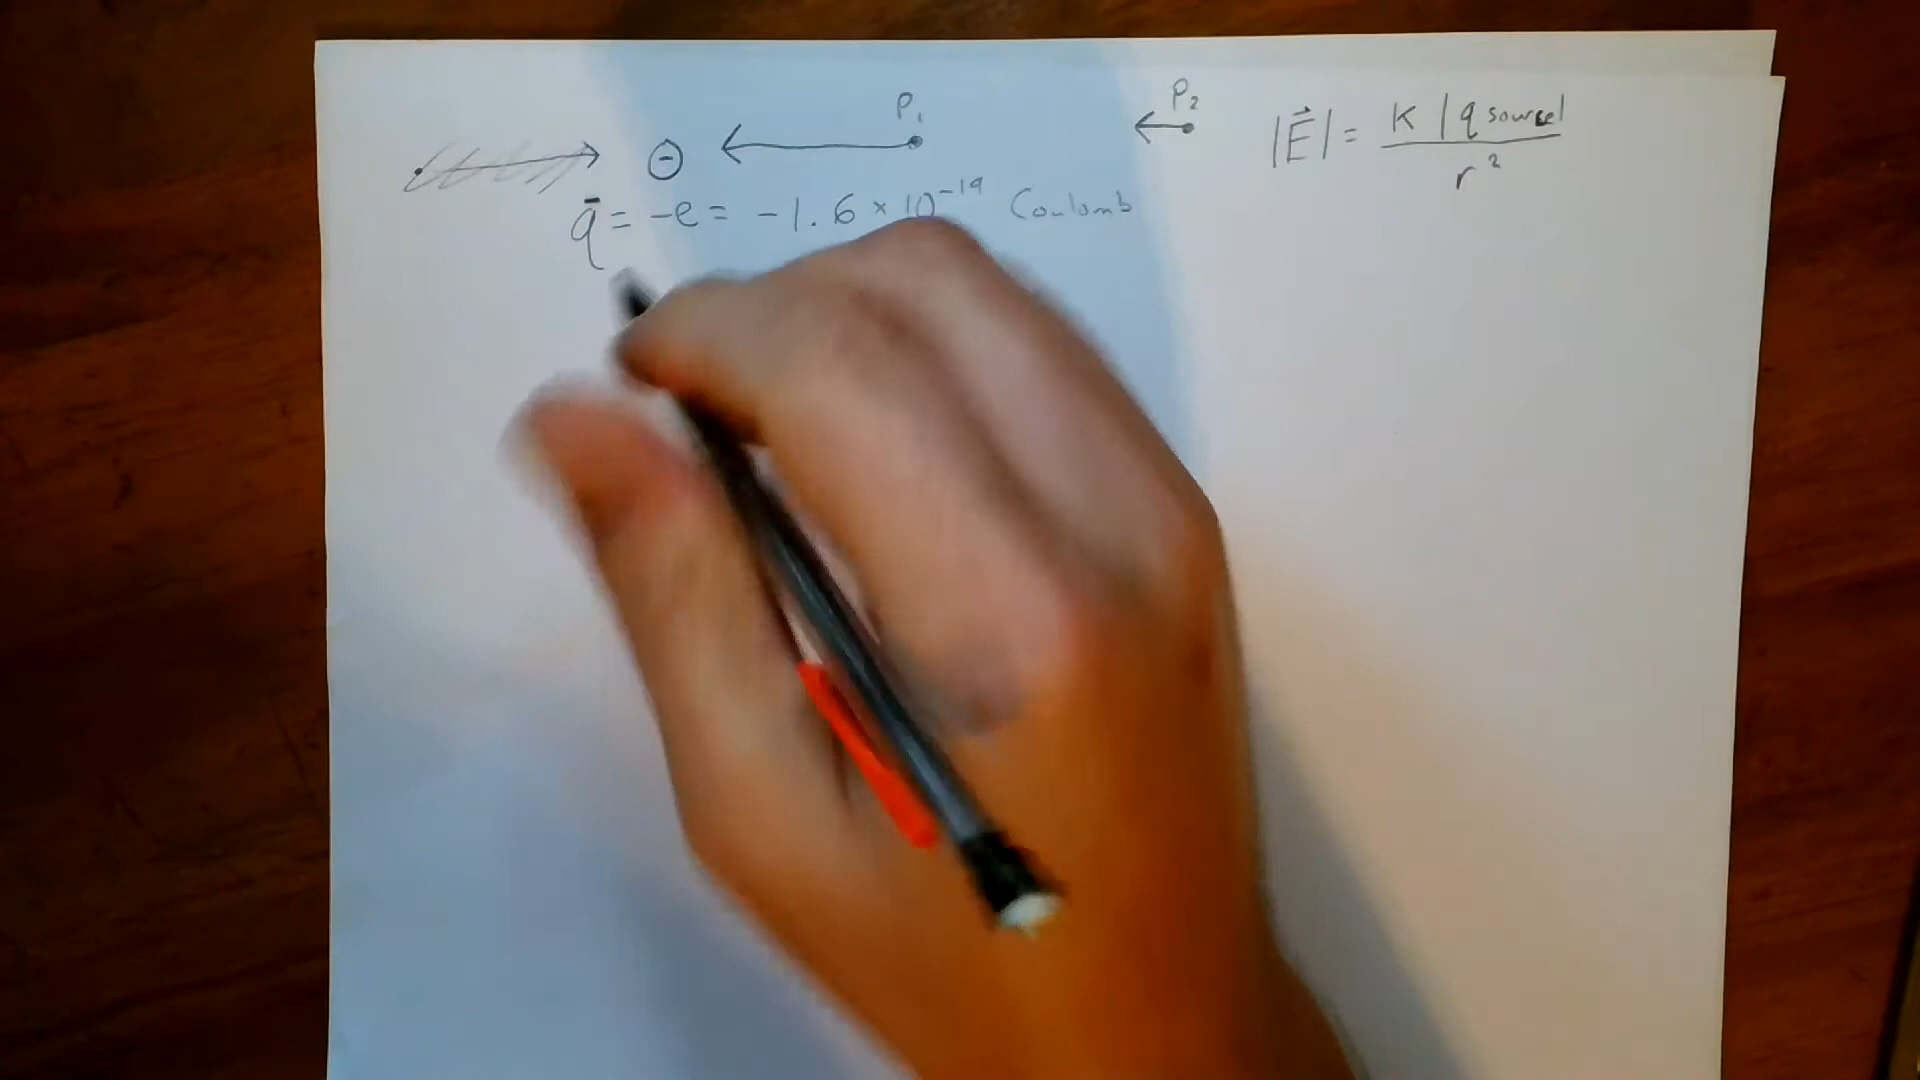 P₁
P₂
|E⃗| = K |q source| / r²
⊖
q̄ = -e = -1.6 × 10⁻¹⁹ Coulomb